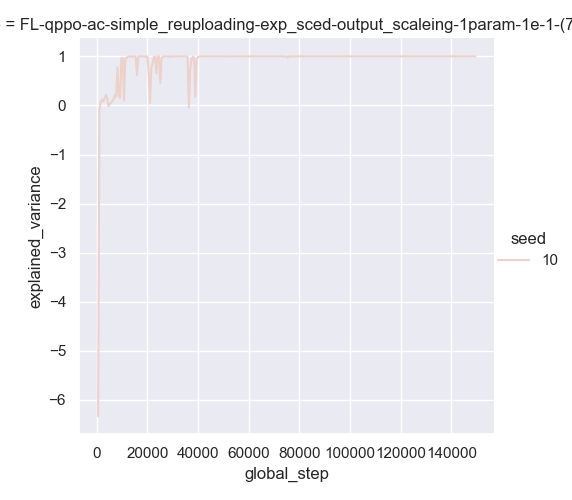 = FL-qppo-ac-simple_reuploading-exp_sced-output_scaleing-1param-1e-1-(7
1
0
−1
−2
−3
−4
−5
−6
explained_variance
0 20000 40000 60000 80000 100000 120000 140000
global_step
seed
10